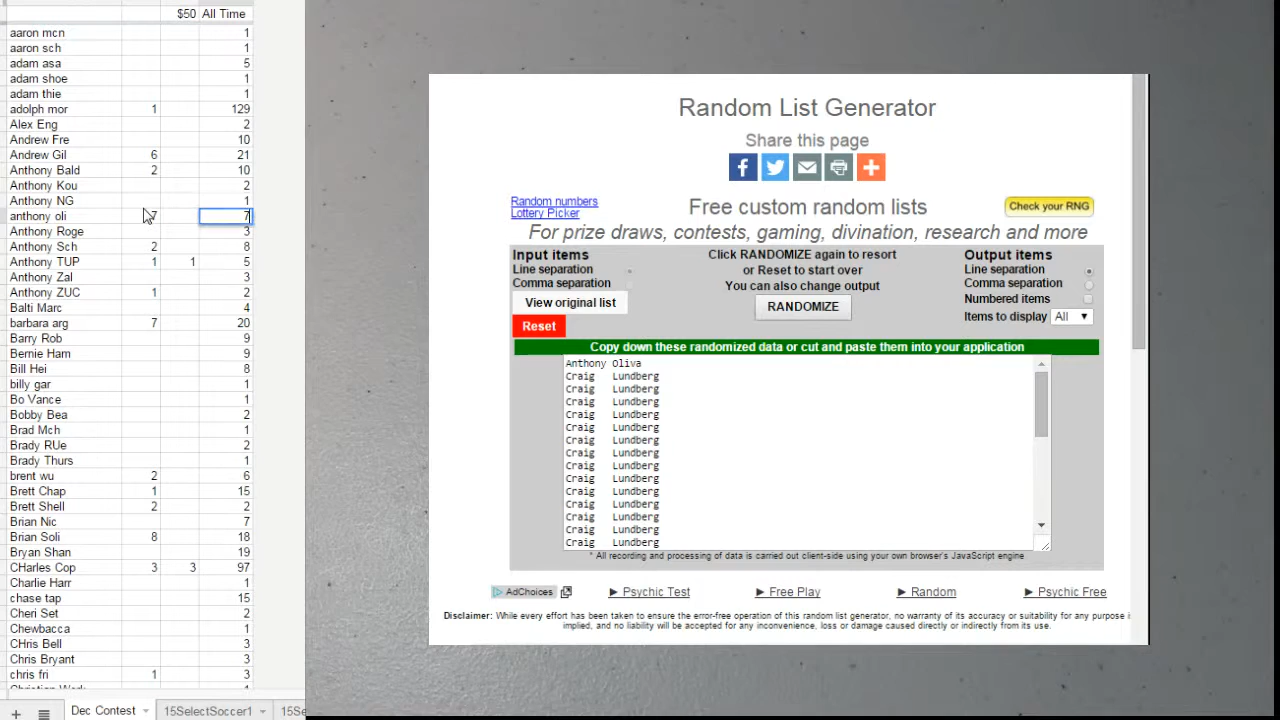 $50 All Time
aaron mcn 1
aaron sch 1
adam asa 5
adam shoe 1
adam thie 1
adolph mor 1 129
Alex Eng 2
Andrew Fre 10
Andrew Gil 6 21
Anthony Bald 2 10
Anthony Kou 2
Anthony NG 1
anthony oli 7 7
Anthony Roge 3
Anthony Sch 2 8
Anthony TUP 1 1 5
Anthony Zal 3
Anthony ZUC 1 2
Balti Marc 4
barbara arg 7 20
Barry Rob 9
Bernie Ham 9
Bill Hei 8
billy gar 1
Bo Vance 1
Bobby Bea 2
Brad Mch 1
Brady RUe 2
Brady Thurs 1
brent wu 2 6
Brett Chap 1 15
Brett Shell 2 2
Brian Nic 7
Brian Soli 8 18
Bryan Shan 19
CHarles Cop 3 3 97
Charlie Harr 1
chase tap 15
Cheri Set 2
Chewbacca 1
CHris Bell 3
Chris Bryant 3
chris fri 1 3
Dec Contest 15SelectSoccer1
Random List Generator
Share this page
Random numbers
Lottery Picker
Free custom random lists
Check your RNG
For prize draws, contests, gaming, divination, research and more
Input items
Line separation
Comma separation
View original list
Reset
Click RANDOMIZE again to resort
or Reset to start over
You can also change output
RANDOMIZE
Output items
Line separation
Comma separation
Numbered items
Items to display All
Copy down these randomized data or cut and paste them into your application
Anthony Oliva
Craig Lundberg
Craig Lundberg
Craig Lundberg
Craig Lundberg
Craig Lundberg
Craig Lundberg
Craig Lundberg
Craig Lundberg
Craig Lundberg
Craig Lundberg
Craig Lundberg
Craig Lundberg
Craig Lundberg
Craig Lundberg
* All recording and processing of data is carried out client-side using your own browser's JavaScript engine
AdChoices ► Psychic Test ► Free Play ► Random ► Psychic Free
Disclaimer: While every effort has been taken to ensure the error-free operation of this random list generator, no warranty of its accuracy or suitability for any purpose is
implied, and no liability will be accepted for any inconvenience, loss or damage caused directly or indirectly from its use.